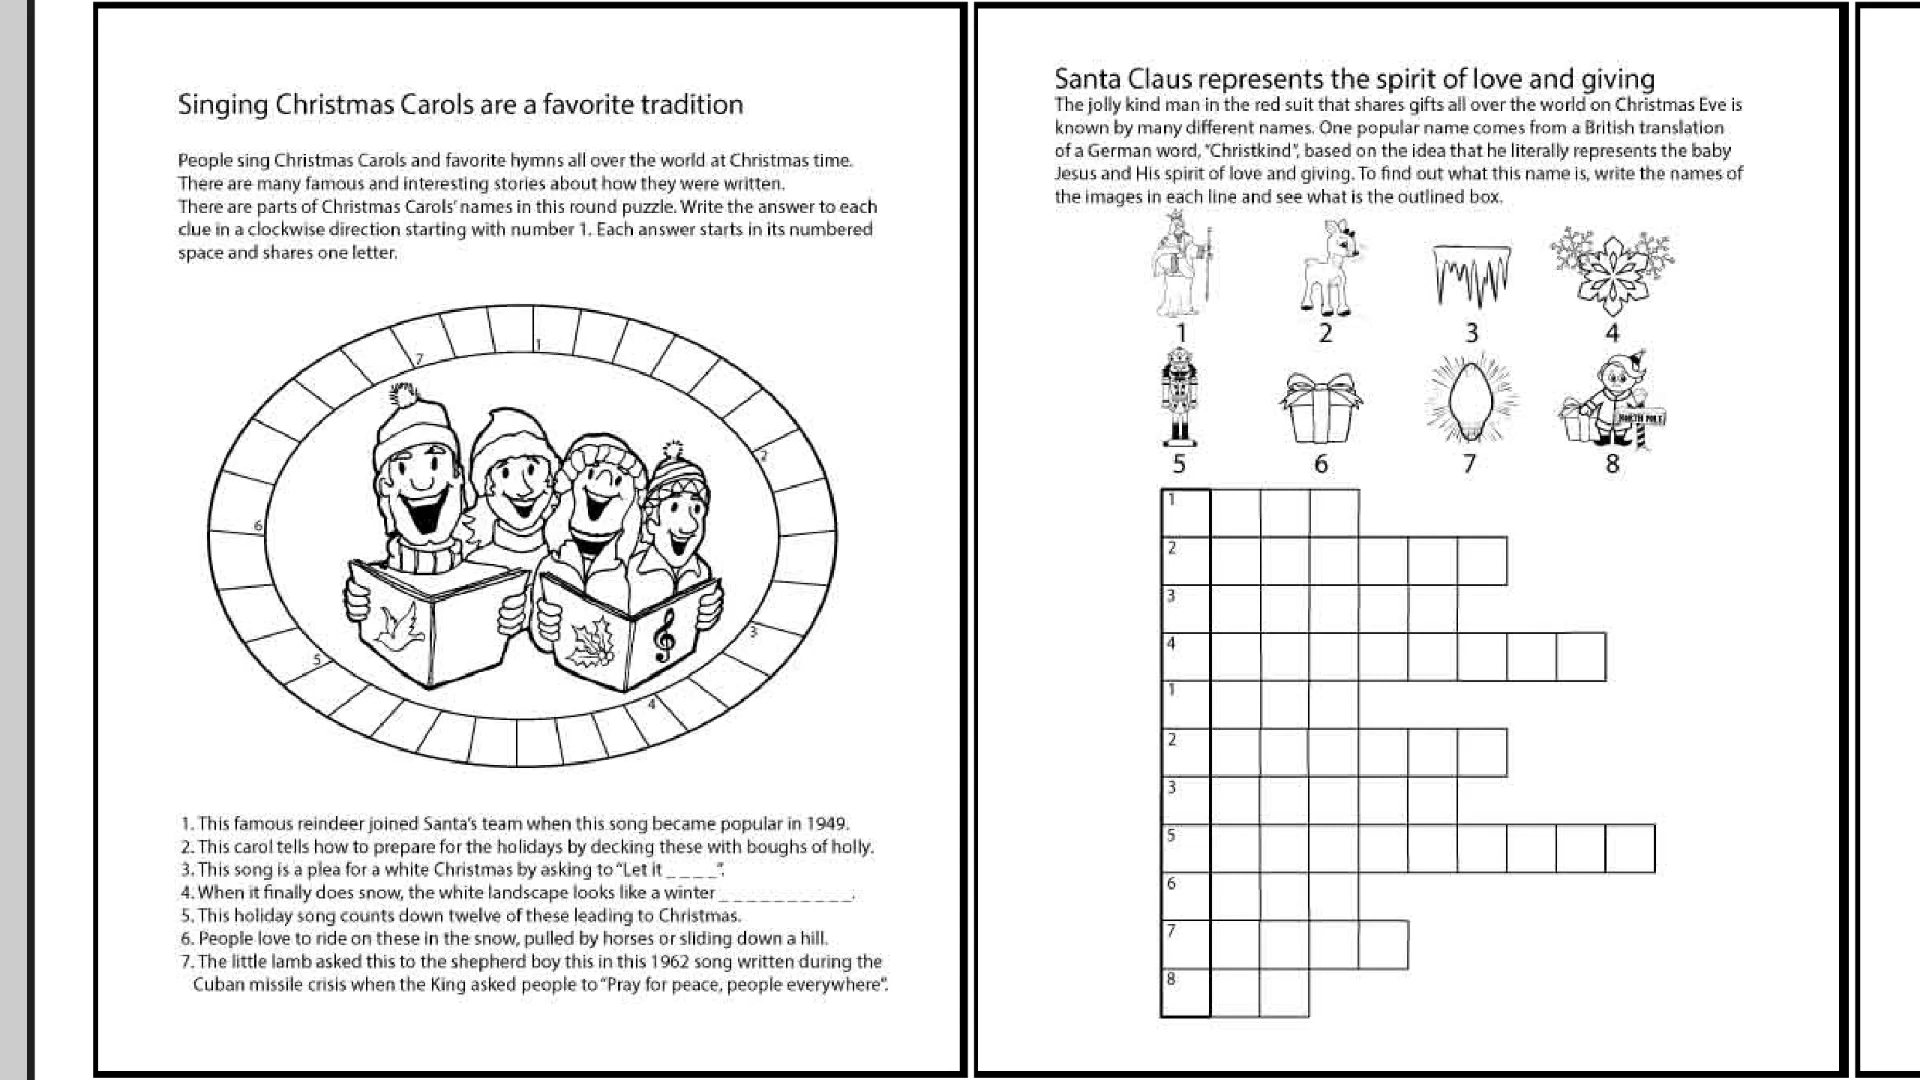 Singing Christmas Carols are a favorite tradition
People sing Christmas Carols and favorite hymns all over the world at Christmas time.
There are many famous and interesting stories about how they were written.
There are parts of Christmas Carols' names in this round puzzle. Write the answer to each
clue in a clockwise direction starting with number 1. Each answer starts in its numbered
space and shares one letter.
7
1
2
6
3
5
4
1. This famous reindeer joined Santa's team when this song became popular in 1949.
2. This carol tells how to prepare for the holidays by decking these with boughs of holly.
3. This song is a plea for a white Christmas by asking to "Let it _ _ _ _".
4. When it finally does snow, the white landscape looks like a winter _ _ _ _ _ _ _ _ _ _.
5. This holiday song counts down twelve of these leading to Christmas.
6. People love to ride on these in the snow, pulled by horses or sliding down a hill.
7. The little lamb asked this to the shepherd boy this in this 1962 song written during the
Cuban missile crisis when the King asked people to "Pray for peace, people everywhere".
Santa Claus represents the spirit of love and giving
The jolly kind man in the red suit that shares gifts all over the world on Christmas Eve is
known by many different names. One popular name comes from a British translation
of a German word, "Christkind", based on the idea that he literally represents the baby
Jesus and His spirit of love and giving. To find out what this name is, write the names of
the images in each line and see what is the outlined box.
1 2 3 4
NORTH POLE
5 6 7 8
1
2
3
4
1
2
3
5
6
7
8